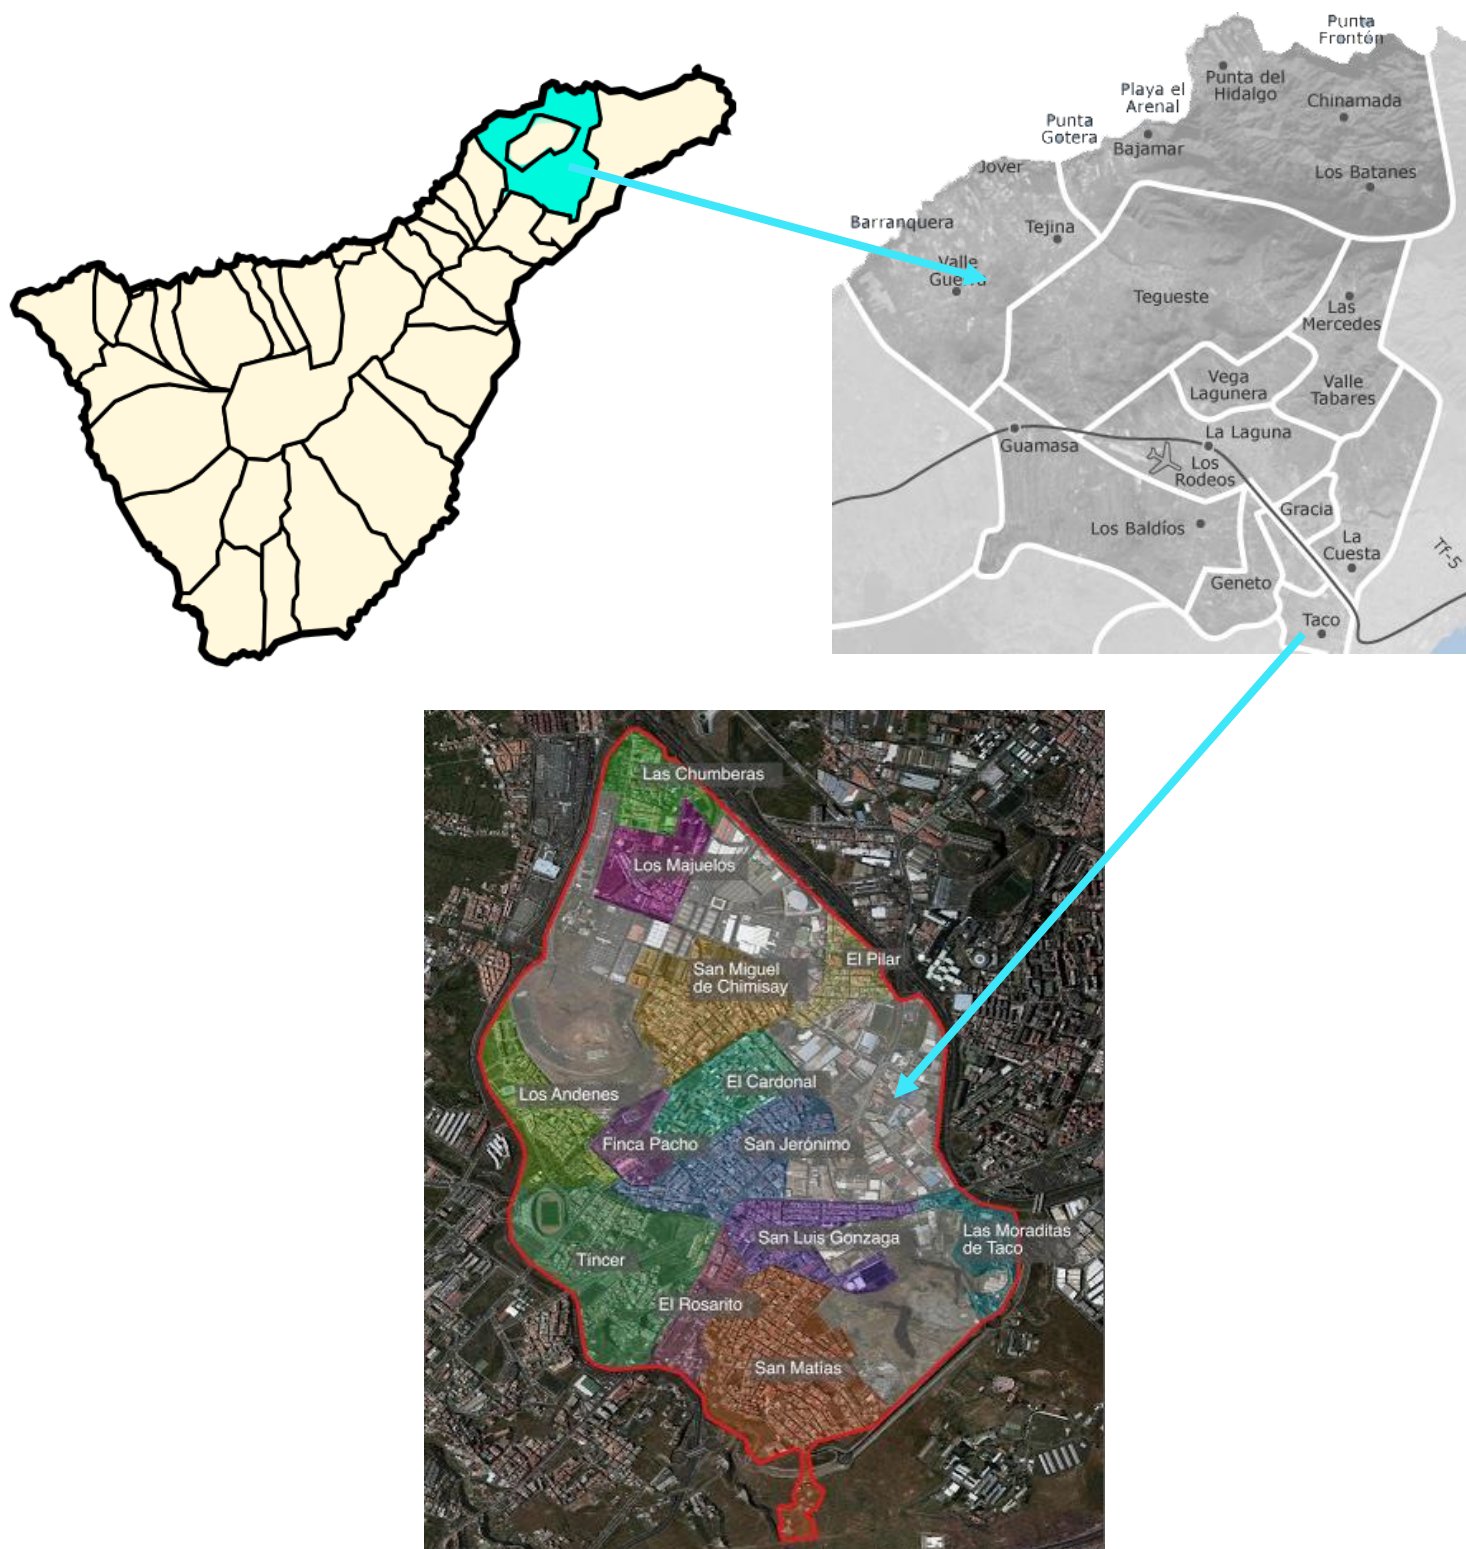 Punta
Frontón
Punta del
Hidalgo
Playa el
Arenal
Chinamada
Punta
Gotera
Bajamar
Jover
Los Batanes
Barranquera
Tejina
Valle
Guerra
Tegueste
Las
Mercedes
Vega
Lagunera
Valle
Tabares
Guamasa
La Laguna
Los
Rodeos
Gracia
Los Baldíos
La
Cuesta
Tf-5
Geneto
Taco
Las Chumberas
Los Majuelos
El Pilar
San Miguel
de Chimisay
El Cardonal
Los Andenes
Finca Pacho
San Jerónimo
San Luis Gonzaga
Las Moraditas
de Taco
Tíncer
El Rosarito
San Matías